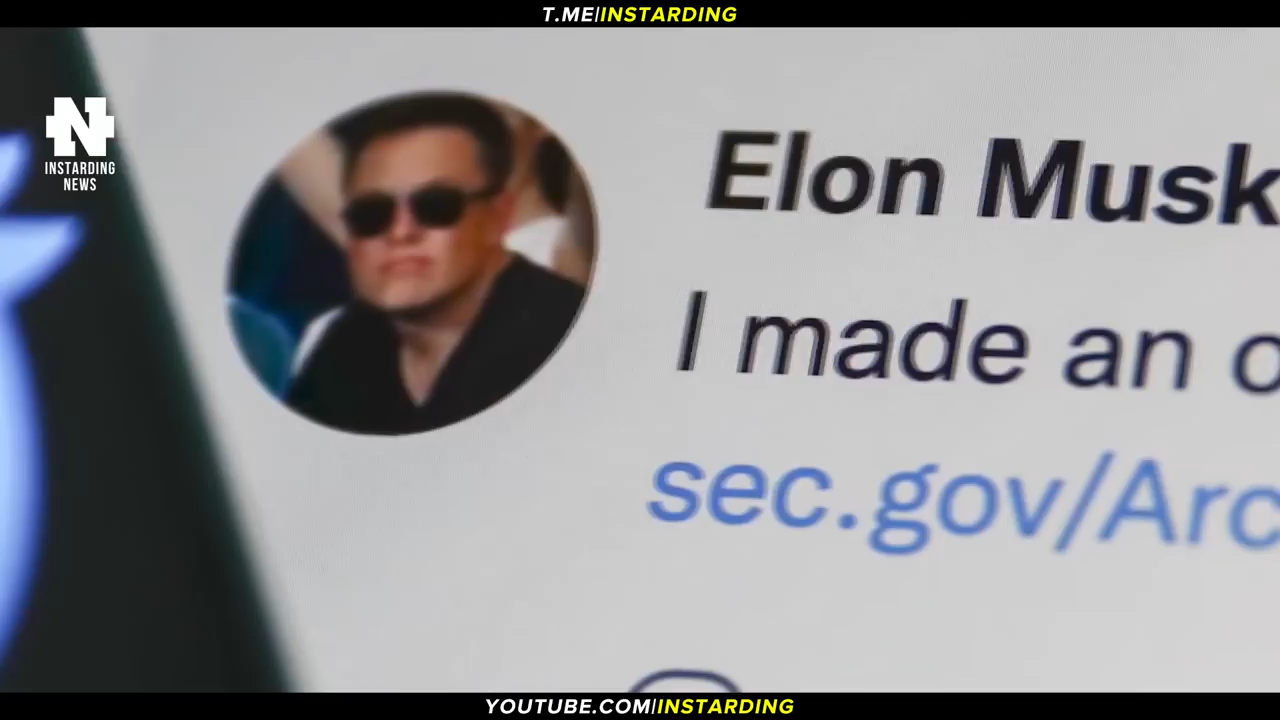 T.ME|INSTARDING
INSTARDING
NEWS
Elon Musk
I made an o
sec.gov/Arc
YOUTUBE.COM|INSTARDING